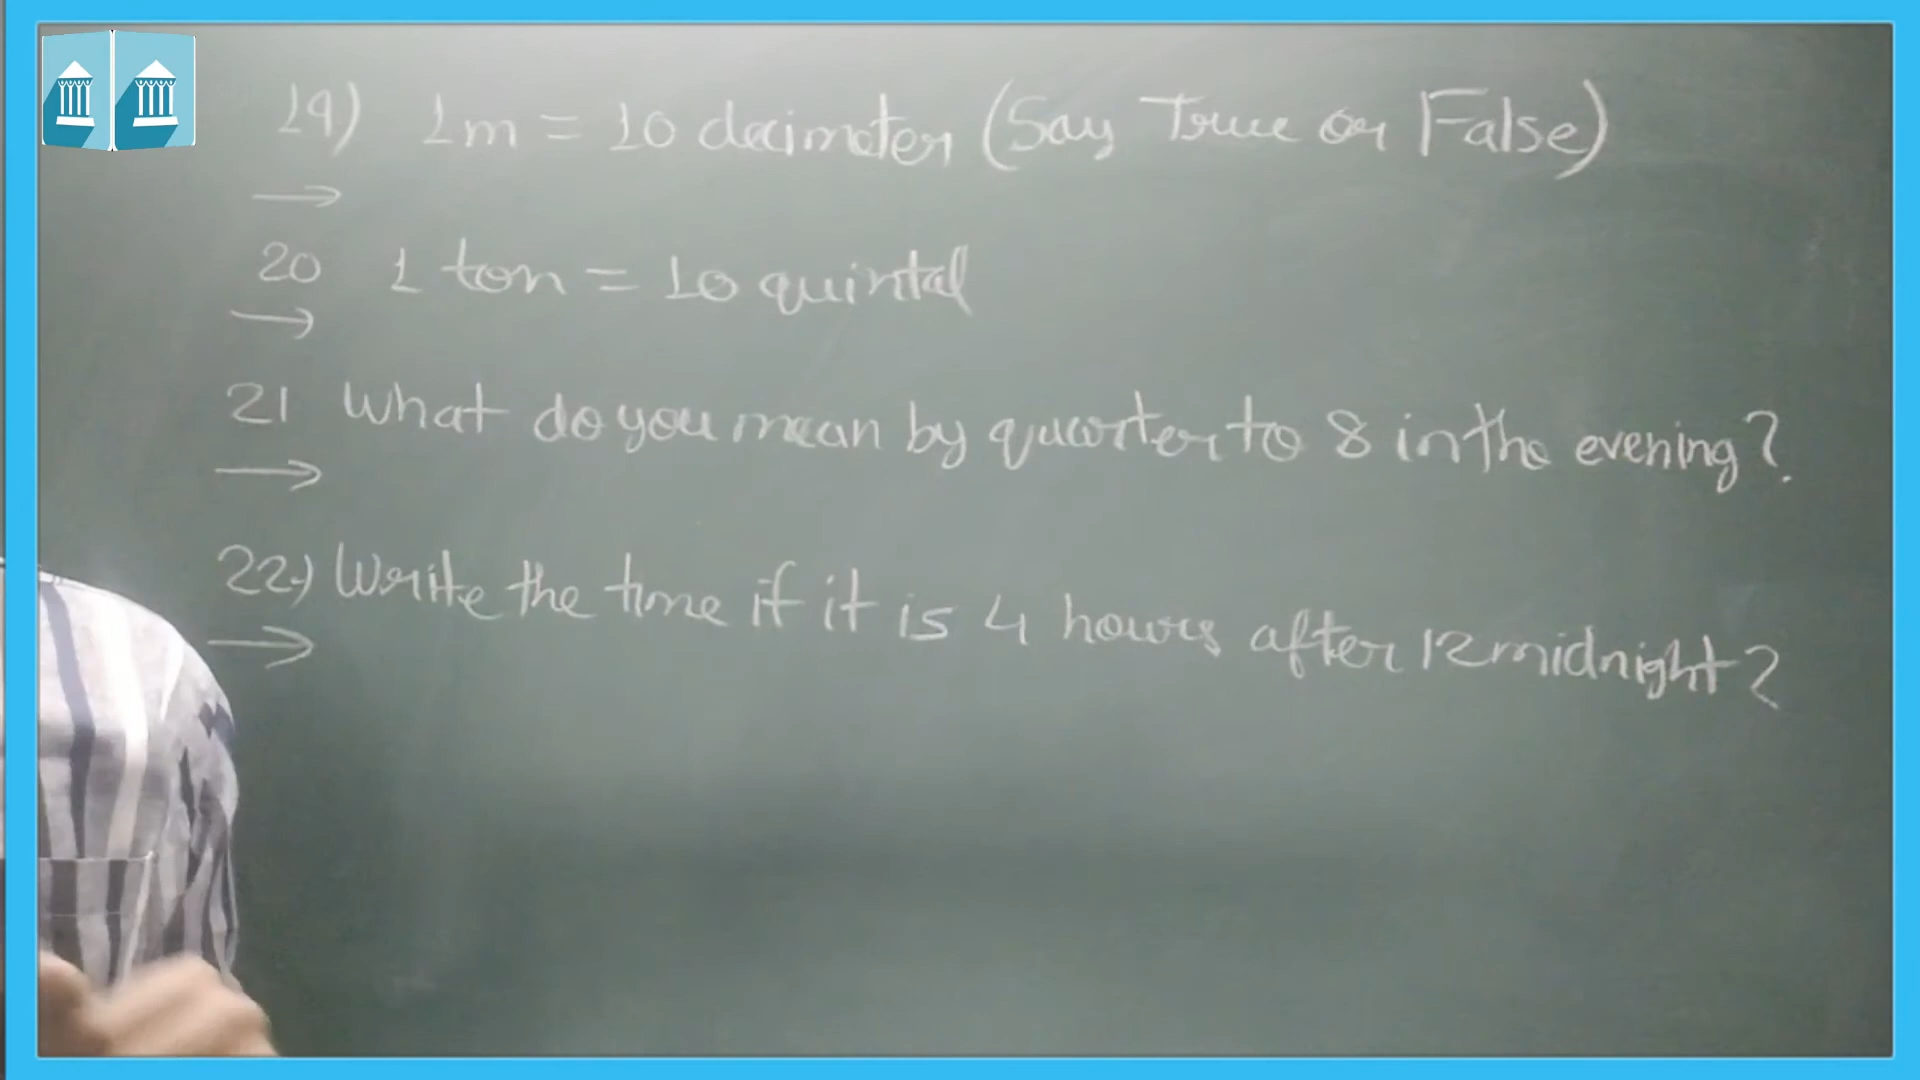 19) 1m = 10 decimeter (Say True or False)
→
20 1 ton = 10 quintal
→
21 What do you mean by quarter to 8 in the evening?
→
22) Write the time if it is 4 hours after 12 midnight?
→